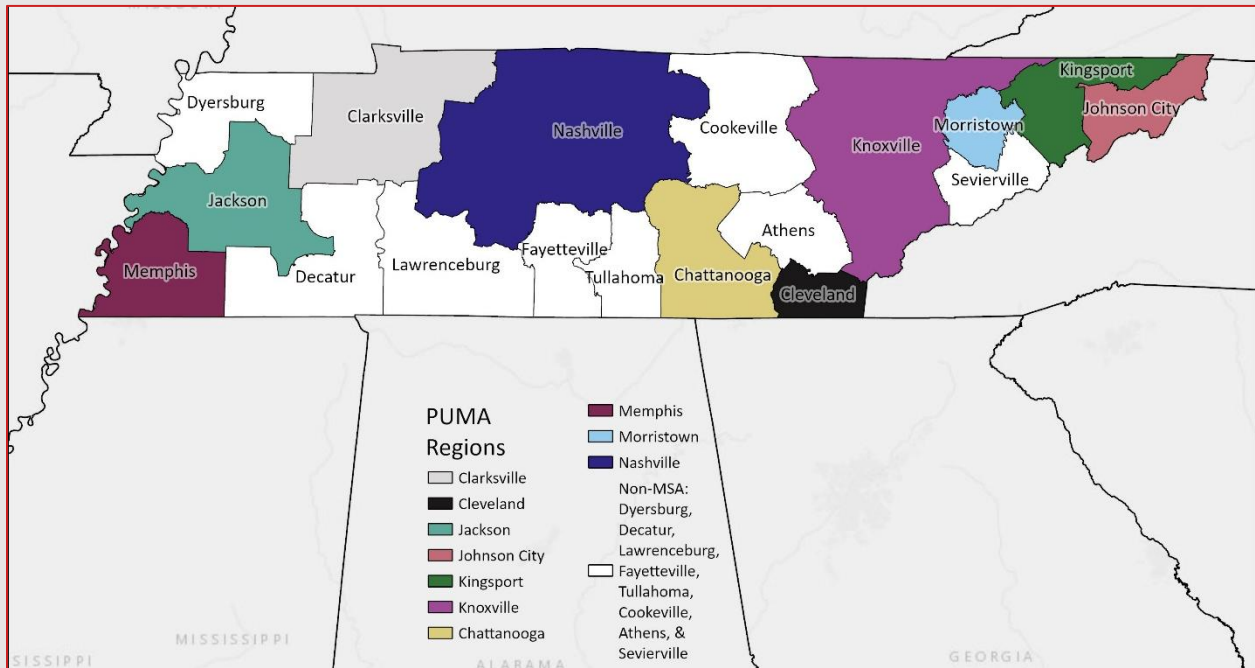 Dyersburg
Clarksville
Nashville
Cookeville
Knoxville
Kingsport
Johnson City
Morristown
Sevierville
Jackson
Athens
Memphis
Decatur
Lawrenceburg
Fayetteville
Tullahoma
Chattanooga
Cleveland
PUMA
Regions
Clarksville
Cleveland
Jackson
Johnson City
Kingsport
Knoxville
Chattanooga
Memphis
Morristown
Nashville
Non-MSA:
Dyersburg,
Decatur,
Lawrenceburg,
Fayetteville,
Tullahoma,
Cookeville,
Athens, &
Sevierville
MISSISSIPPI
ALABAMA
GEORGIA